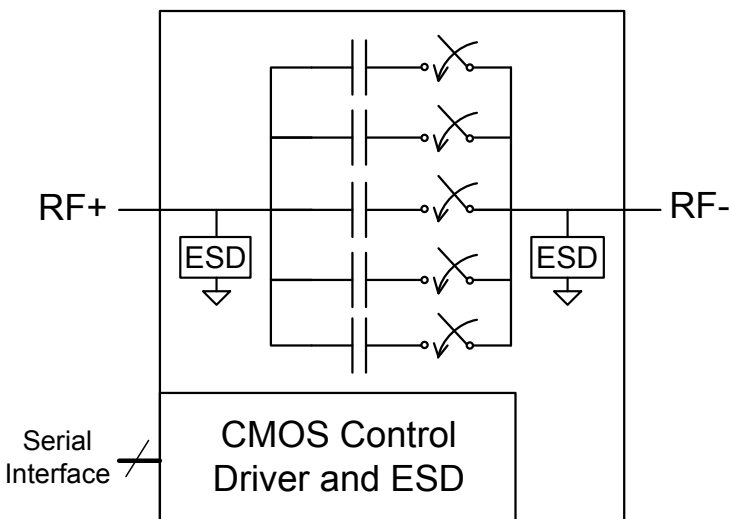 RF+
RF-
ESD
ESD
Serial
Interface
CMOS Control
Driver and ESD